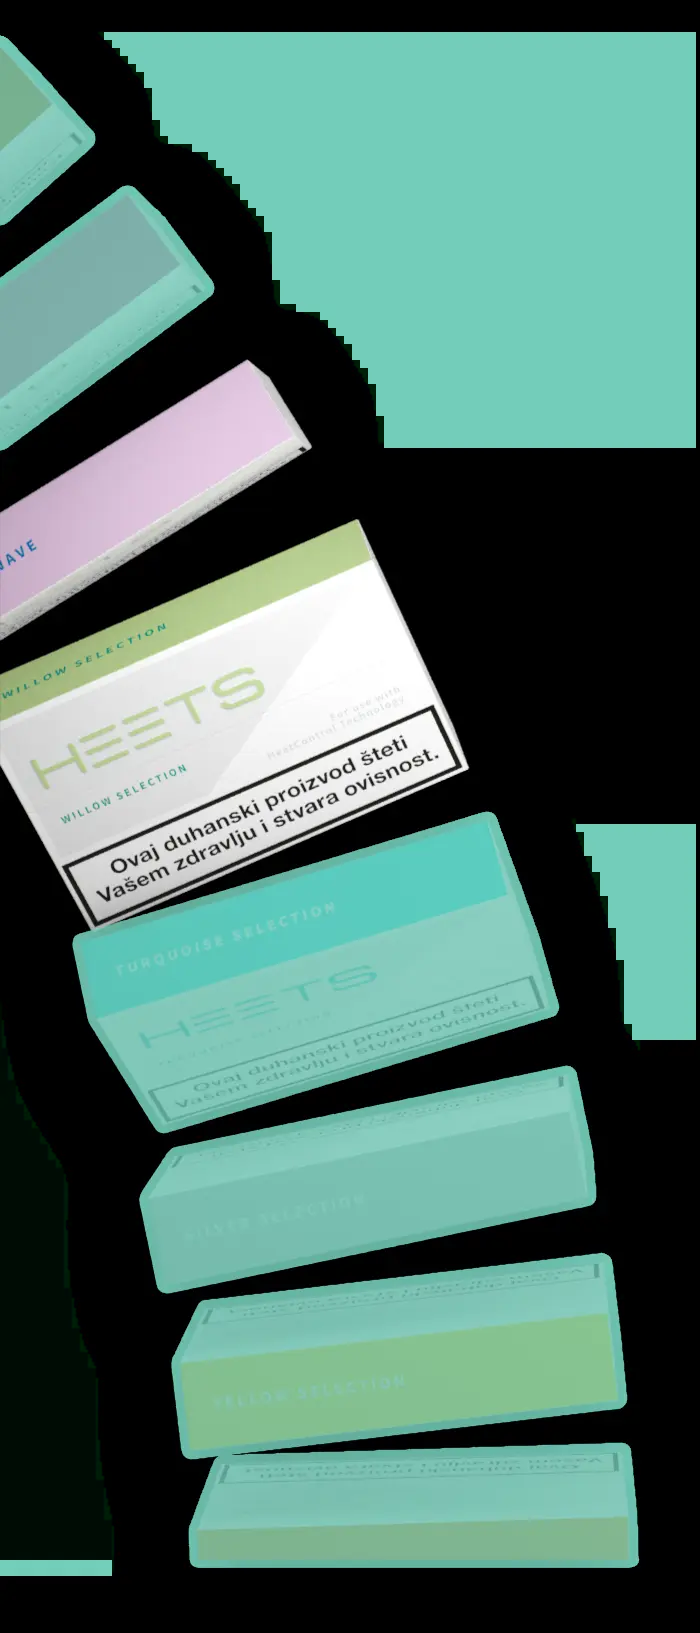 WAVE
WILLOW SELECTION
HEETS
For use with
HeatControl Technology
WILLOW SELECTION
Ovaj duhanski proizvod šteti
Vašem zdravlju i stvara ovisnost.
TURQUOISE SELECTION
HEETS
Ovaj duhanski proizvod šteti
Vašem zdravlju i stvara ovisnost.
SILVER SELECTION
YELLOW SELECTION